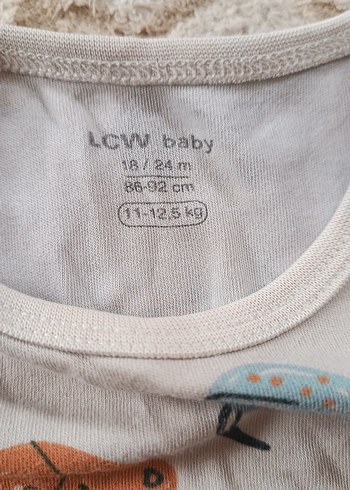 LCW baby
18 / 24 m
86-92 cm
11-12,5 kg